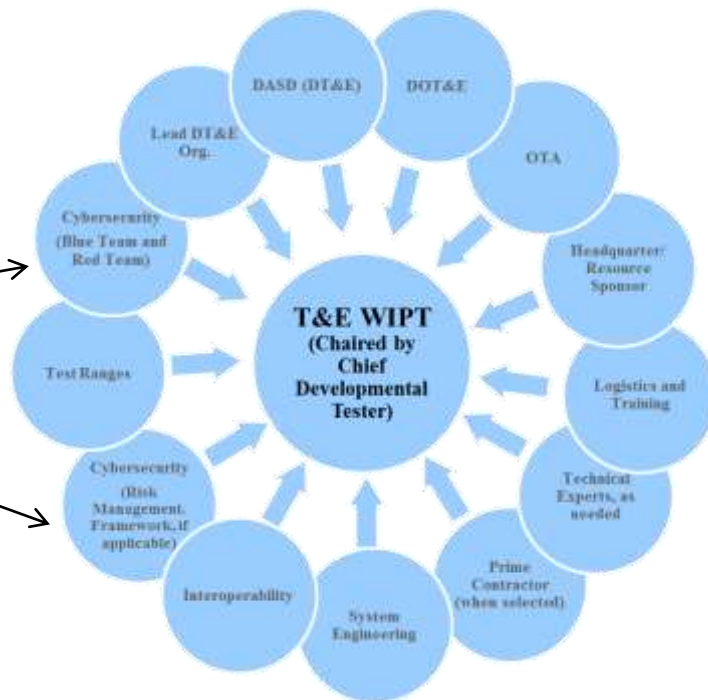 DASD (DT&E)
DOT&E
OTA
Headquarter/
Resource
Sponsor
Logistics and
Training
Technical
Experts, as
needed
Prime
Contractor
(when selected)
System
Engineering
Interoperability
Cybersecurity
(Risk
Management,
Framework, if
applicable)
Test Ranges
Cybersecurity
(Blue Team and
Red Team)
Lead DT&E
Org.
T&E WIPT
(Chaired by
Chief
Developmental
Tester)